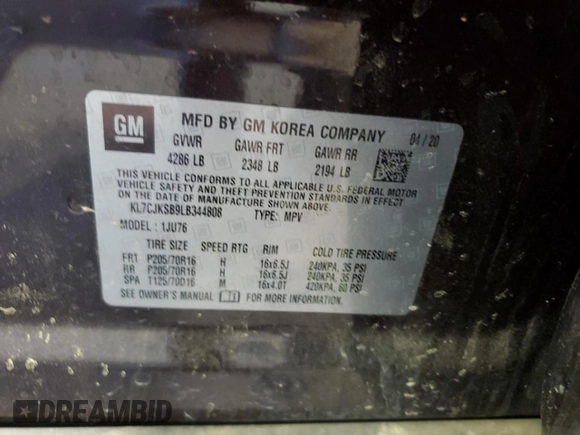 GM
MFD BY GM KOREA COMPANY 04/20
GVWR GAWR FRT GAWR RR
4286 LB 2348 LB 2194 LB
THIS VEHICLE CONFORMS TO ALL APPLICABLE U.S. FEDERAL MOTOR
VEHICLE SAFETY AND THEFT PREVENTION STANDARDS IN EFFECT
ON THE DATE OF MANUFACTURE SHOWN ABOVE.
KL7CJKSB9LB344808 TYPE: MPV
MODEL: 1JU76
TIRE SIZE SPEED RTG RIM COLD TIRE PRESSURE
FRT P205/70R16 H 16x6.5J 240KPA, 35 PSI
RR P205/70R16 H 16x6.5J 240KPA, 35 PSI
SPA T125/70D16 M 16x4.0T 420KPA, 60 PSI
SEE OWNER'S MANUAL FOR MORE INFORMATION.
DREAMBID